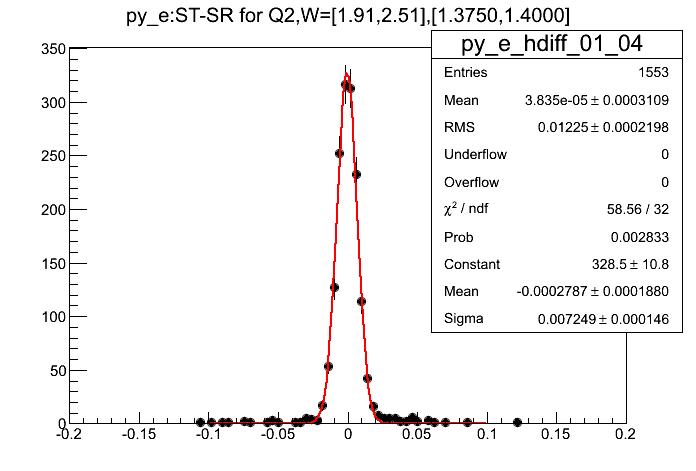 py_e:ST-SR for Q2,W=[1.91,2.51],[1.3750,1.4000]
py_e_hdiff_01_04
Entries 1553
Mean 3.835e-05 ± 0.0003109
RMS 0.01225 ± 0.0002198
Underflow 0
Overflow 0
χ² / ndf 58.56 / 32
Prob 0.002833
Constant 328.5 ± 10.8
Mean -0.0002787 ± 0.0001880
Sigma 0.007249 ± 0.000146
350
300
250
200
150
100
50
0
-0.2 -0.15 -0.1 -0.05 0 0.05 0.1 0.15 0.2